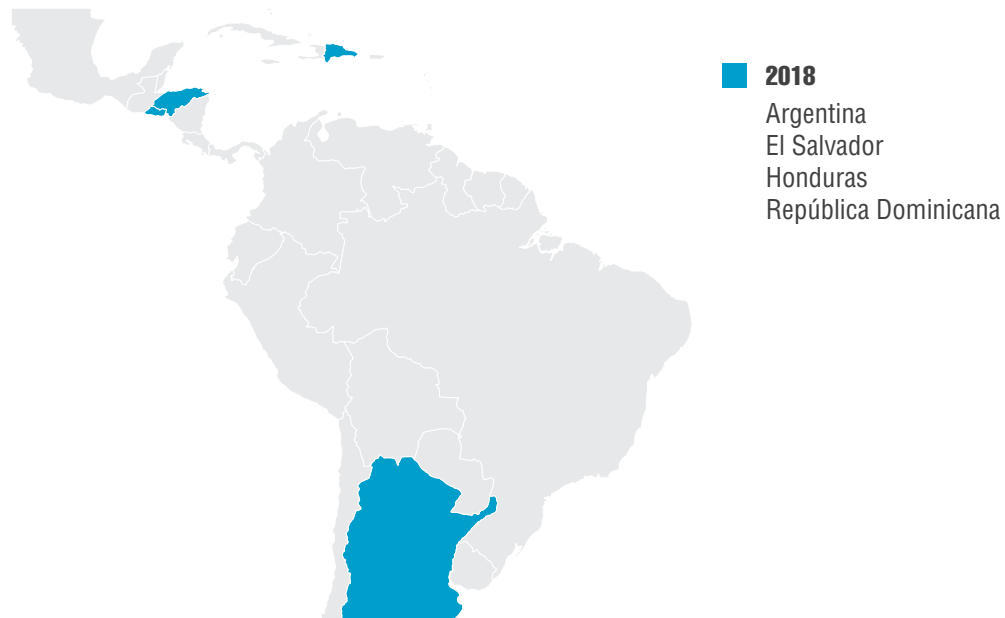 2018
Argentina
El Salvador
Honduras
República Dominicana